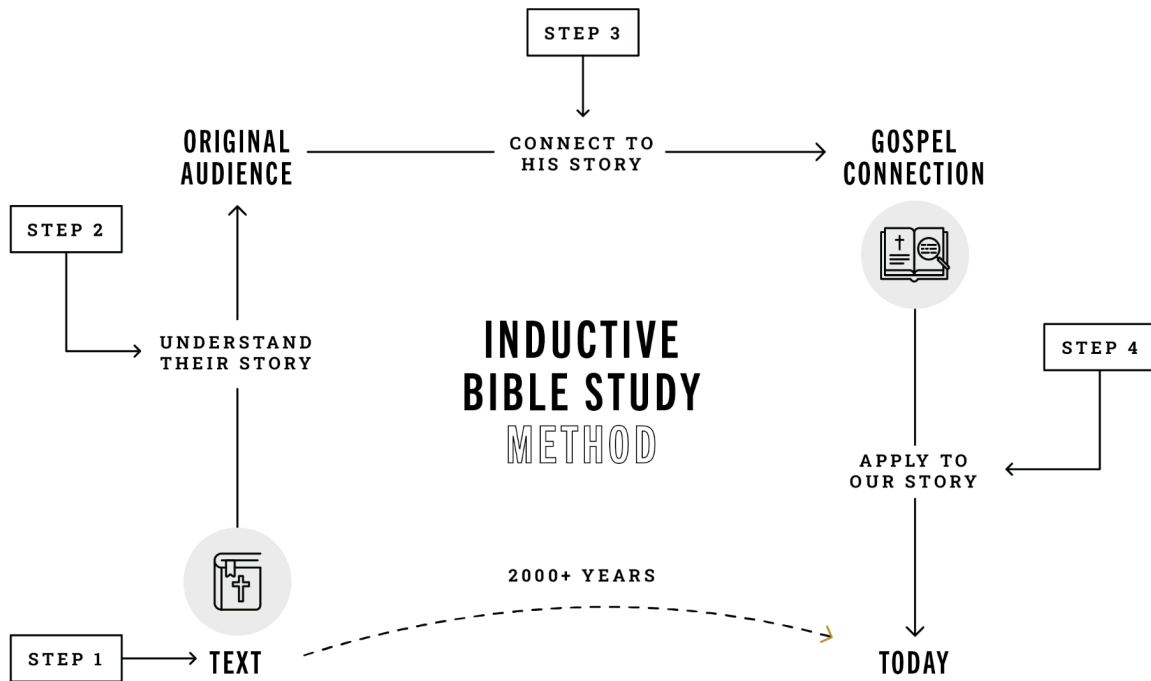 STEP 3
ORIGINAL
AUDIENCE
CONNECT TO
HIS STORY
GOSPEL
CONNECTION
STEP 2
UNDERSTAND
THEIR STORY
INDUCTIVE
BIBLE STUDY
METHOD
STEP 4
APPLY TO
OUR STORY
2000+ YEARS
STEP 1
TEXT
TODAY